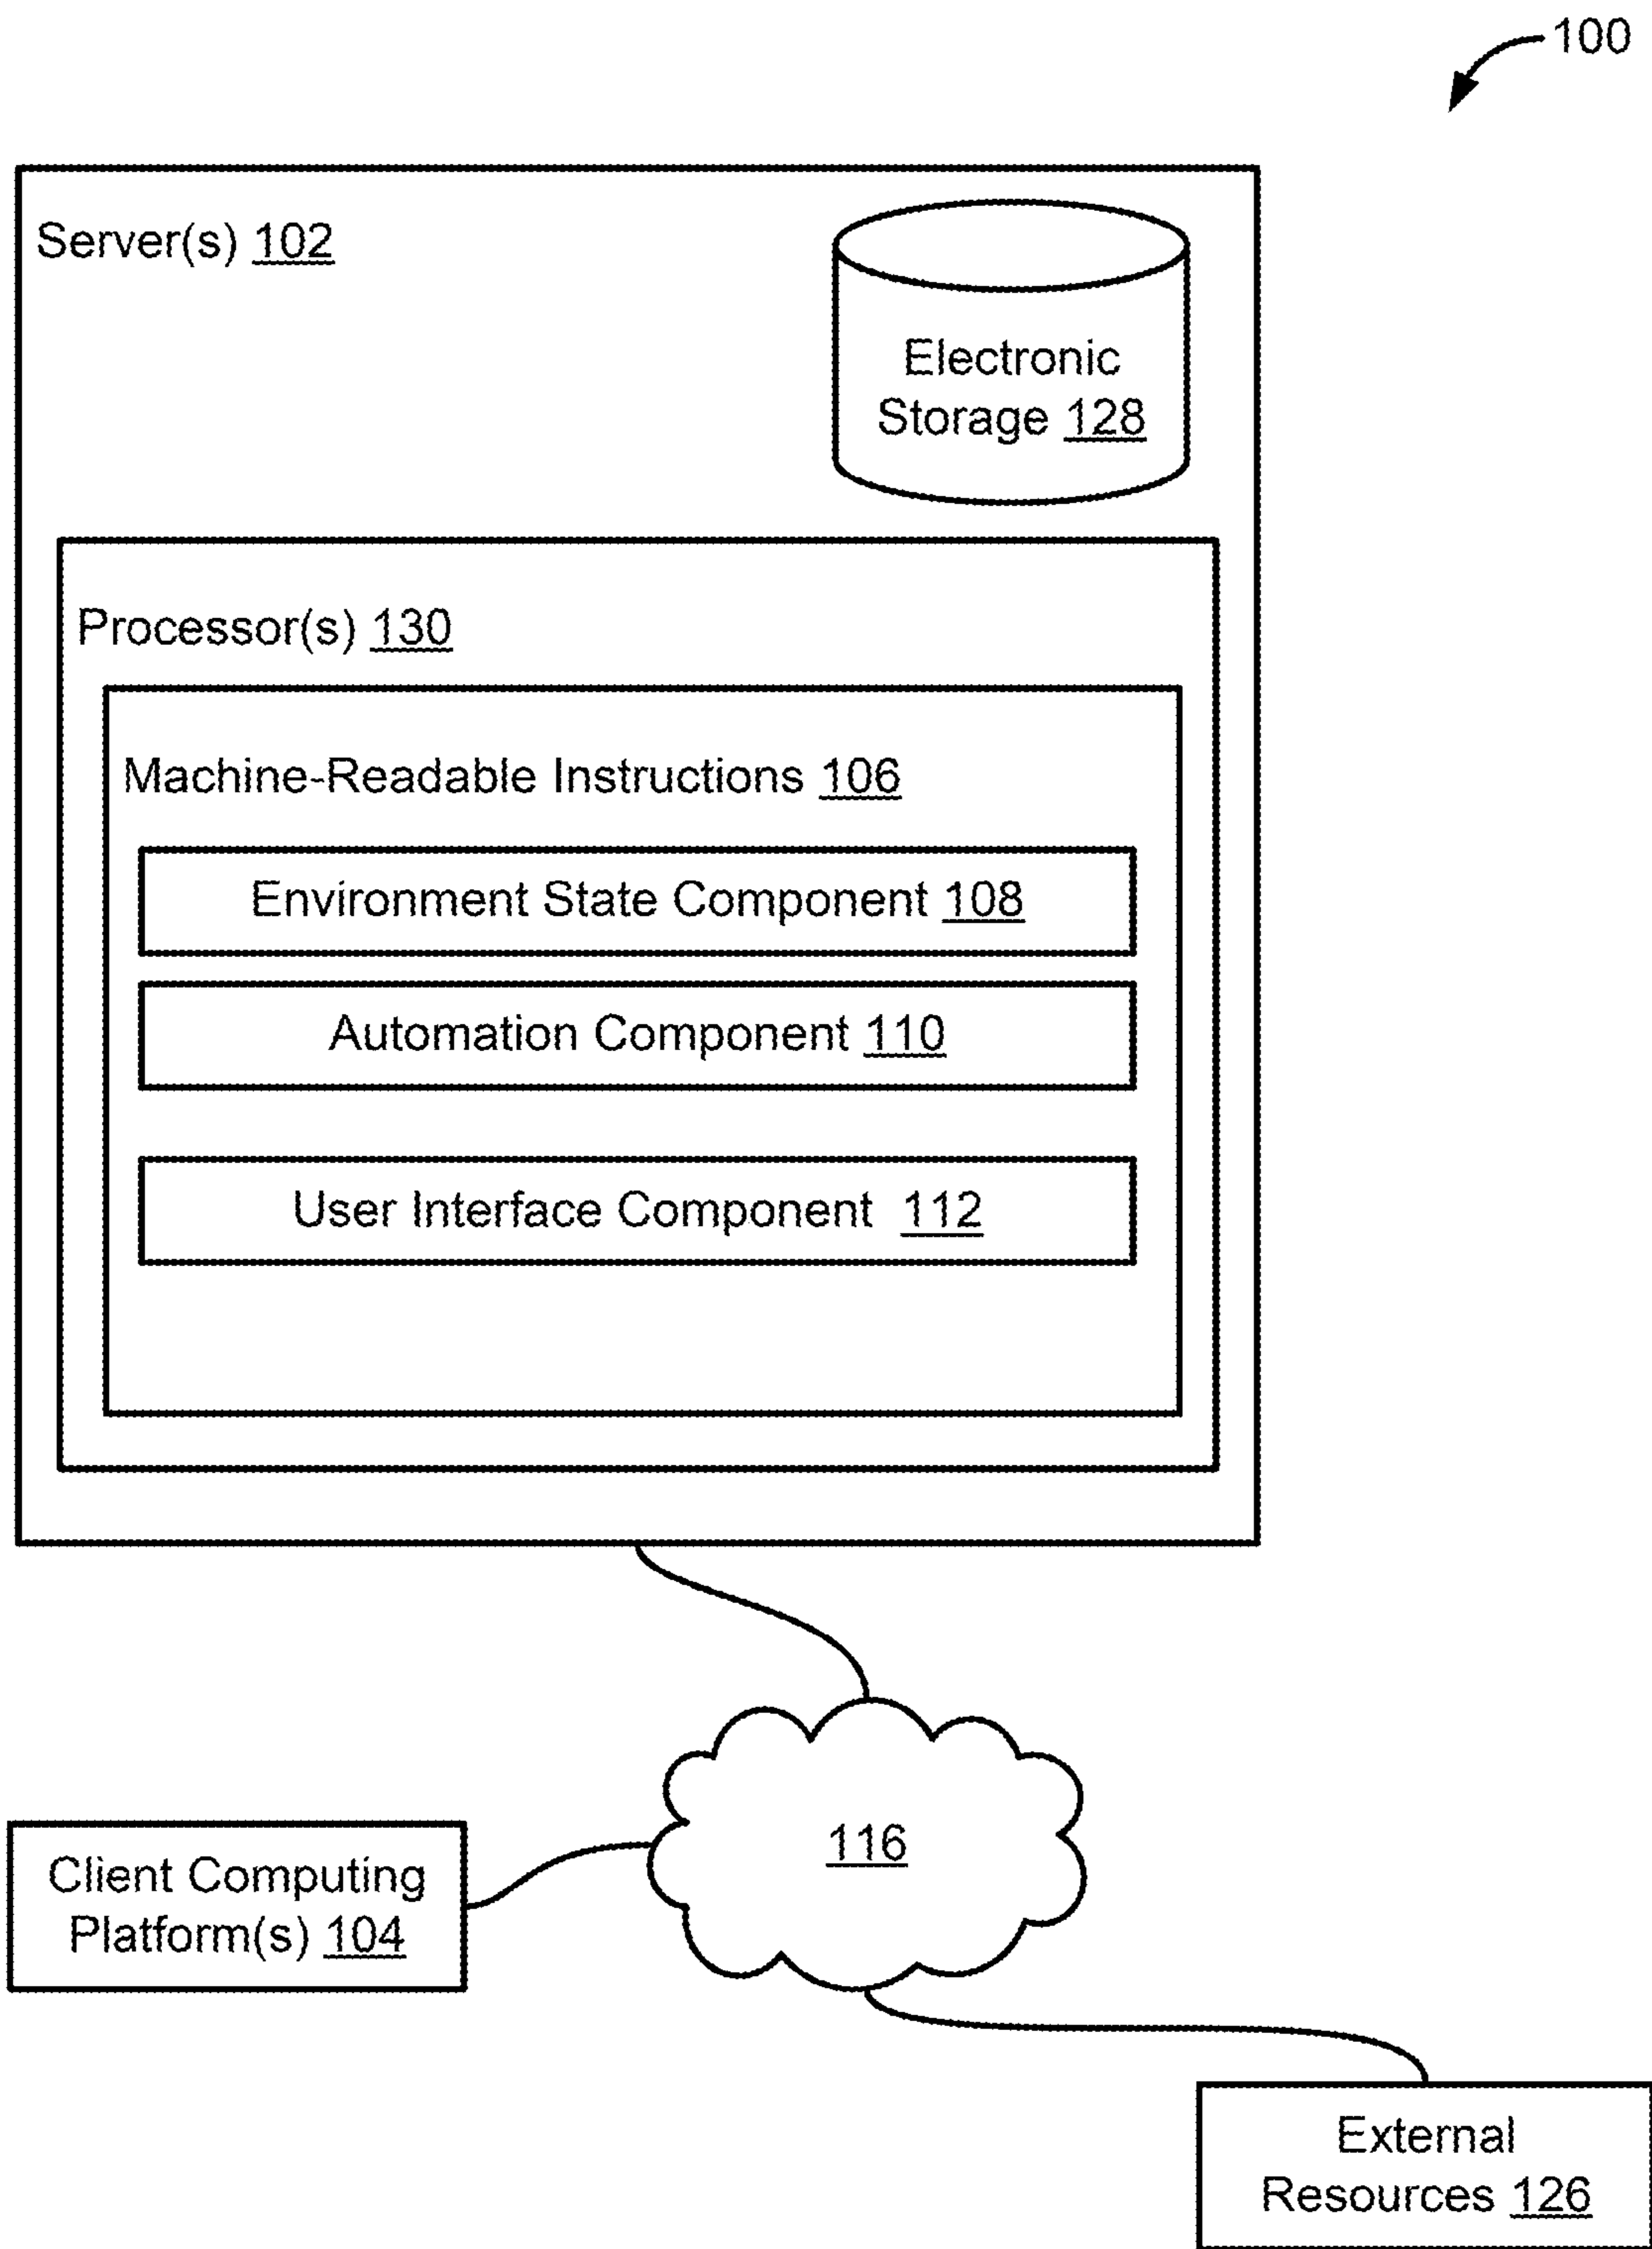 100
Server(s) 102
Electronic
Storage 128
Processor(s) 130
Machine-Readable Instructions 106
Environment State Component 108
Automation Component 110
User Interface Component 112
116
Client Computing
Platform(s) 104
External
Resources 126